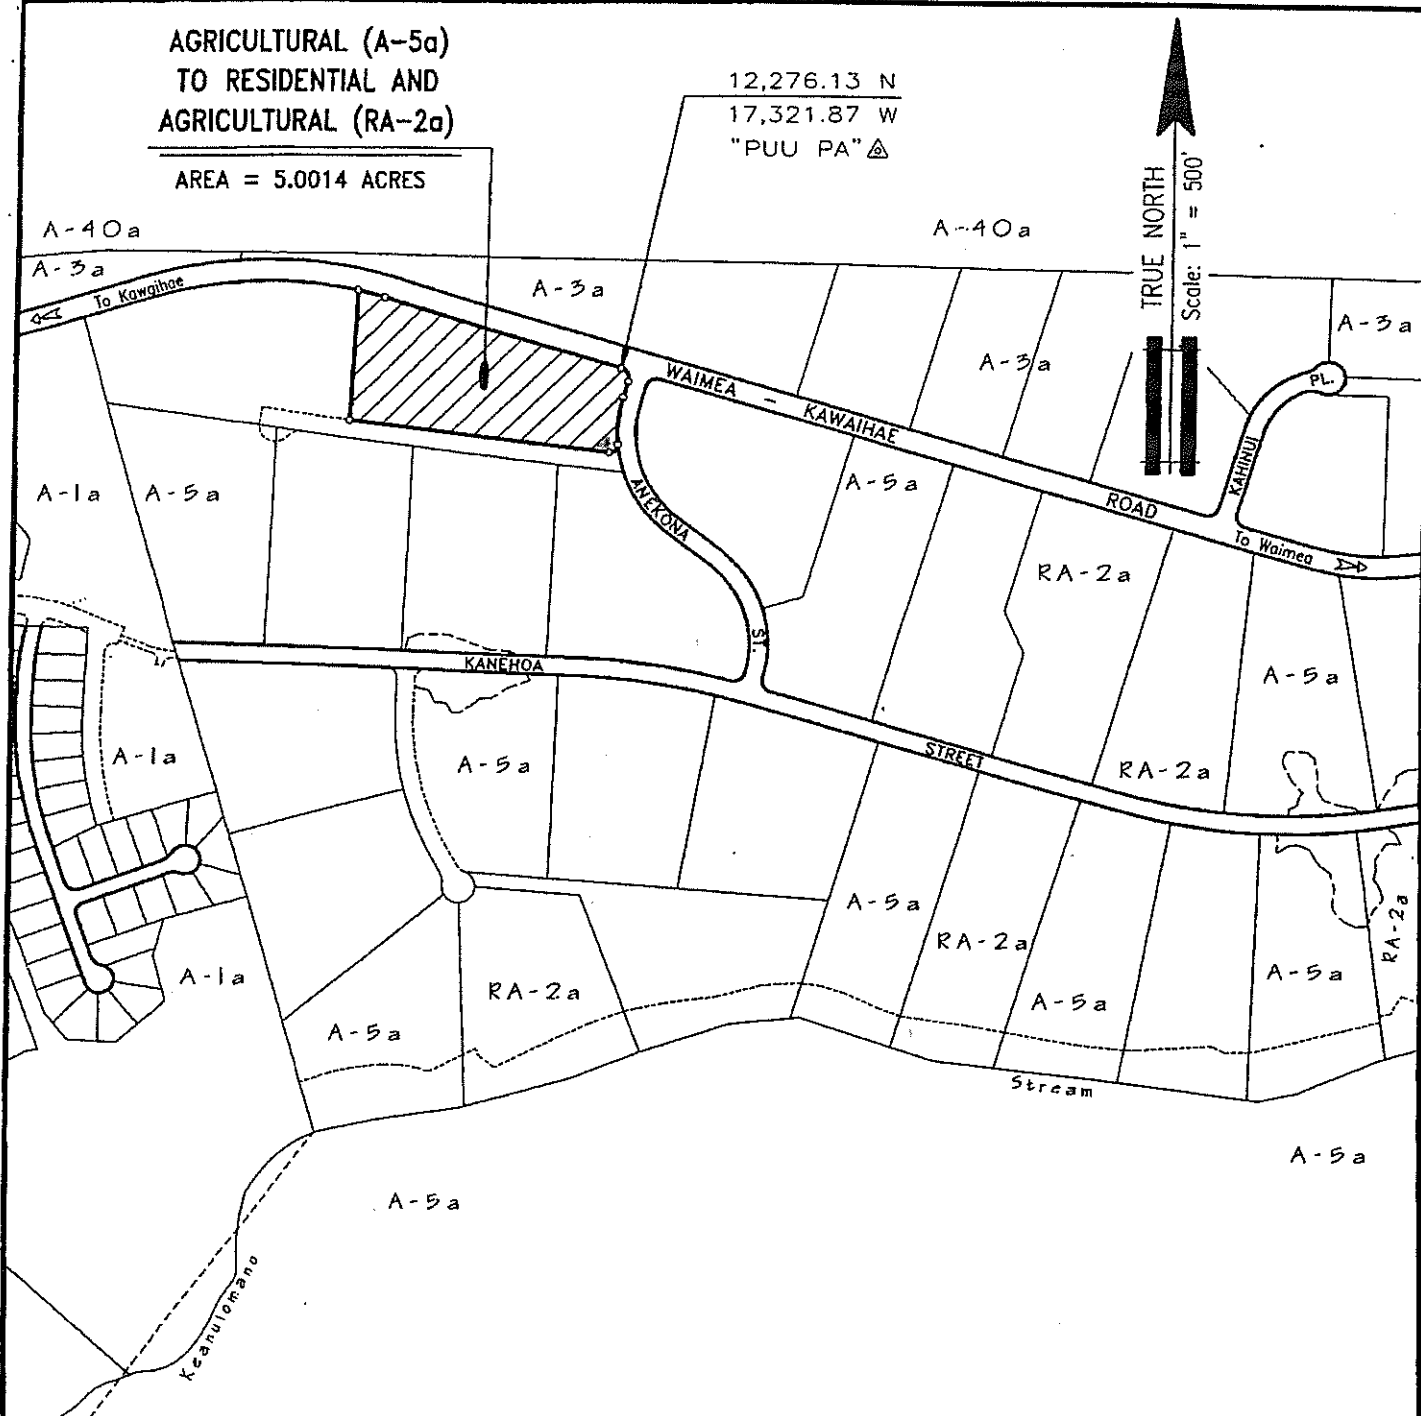 AGRICULTURAL (A-5a)
TO RESIDENTIAL AND
AGRICULTURAL (RA-2a)
AREA = 5.0014 ACRES
12,276.13 N
17,321.87 W
"PUU PA"
TRUE NORTH
Scale: 1" = 500'
A-40a
A-40a
A-3a
To Kawaihae
A-3a
A-3a
A-3a
PL.
WAIMEA - KAWAIHAE ROAD
KAHINUI
To Waimea
A-1a
A-5a
A-5a
ANEKONA ST.
RA-2a
KANEHOA STREET
A-5a
A-1a
A-5a
RA-2a
A-5a
RA-2a
A-5a
RA-2a
A-1a
RA-2a
A-5a
A-5a
A-5a
Stream
A-5a
A-5a
Keanulomano